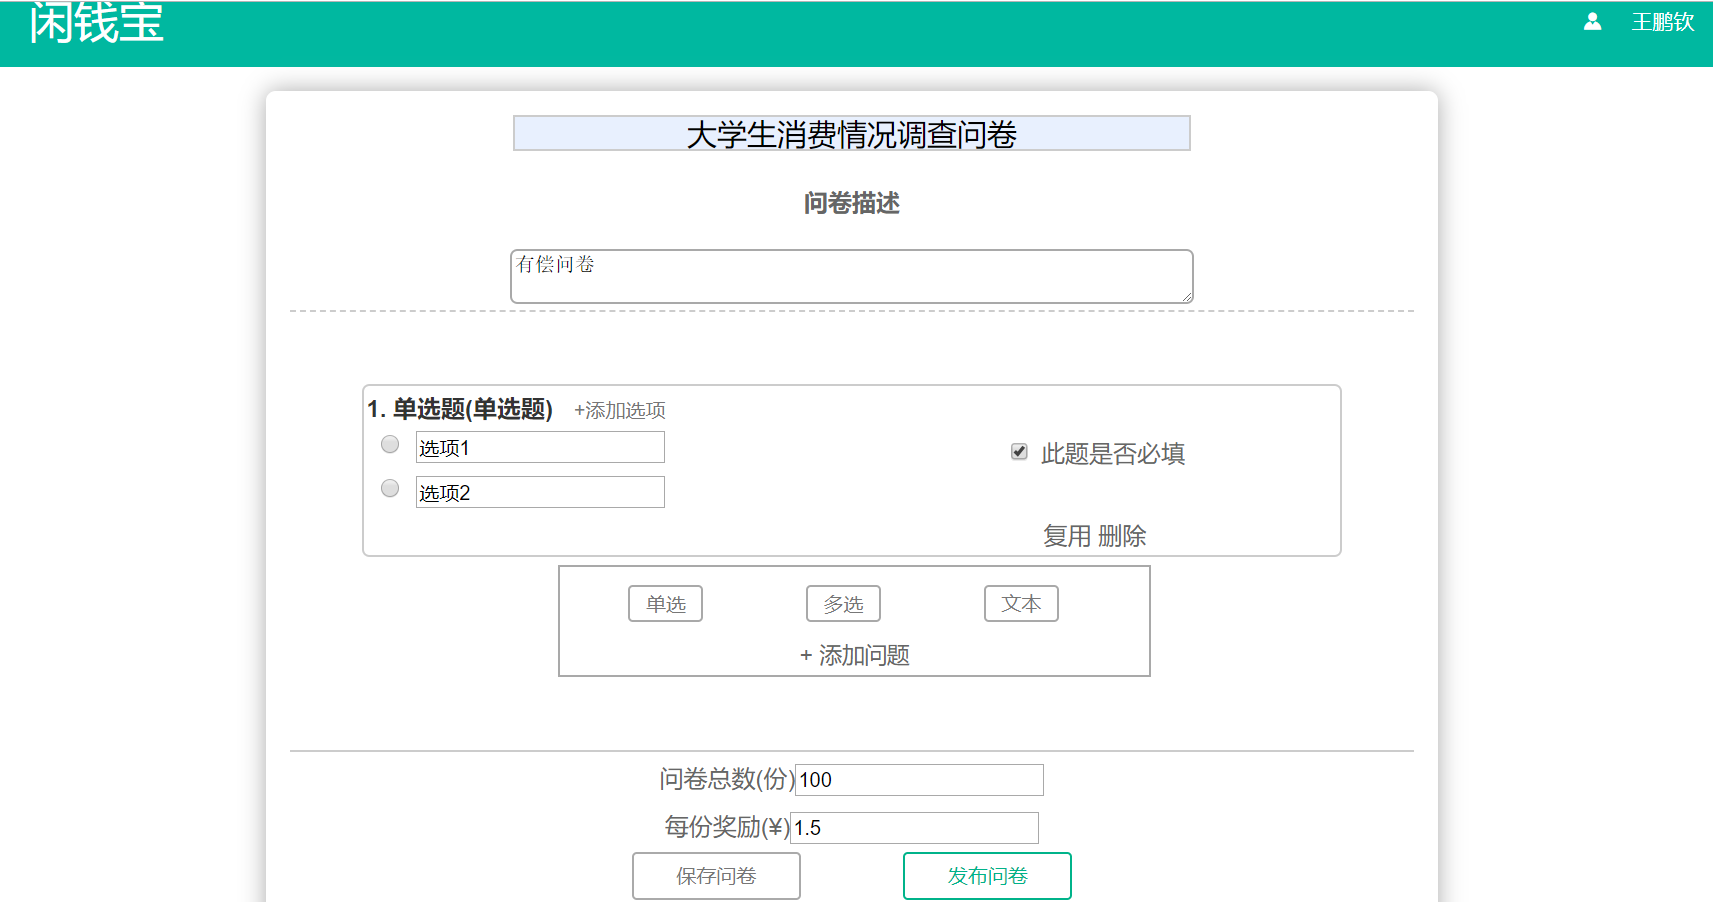 闲钱宝
王鹏钦
大学生消费情况调查问卷
问卷描述
有偿问卷
1. 单选题(单选题) +添加选项
选项1
此题是否必填
选项2
复用 删除
单选 多选 文本
+ 添加问题
问卷总数(份) 100
每份奖励(¥) 1.5
保存问卷 发布问卷